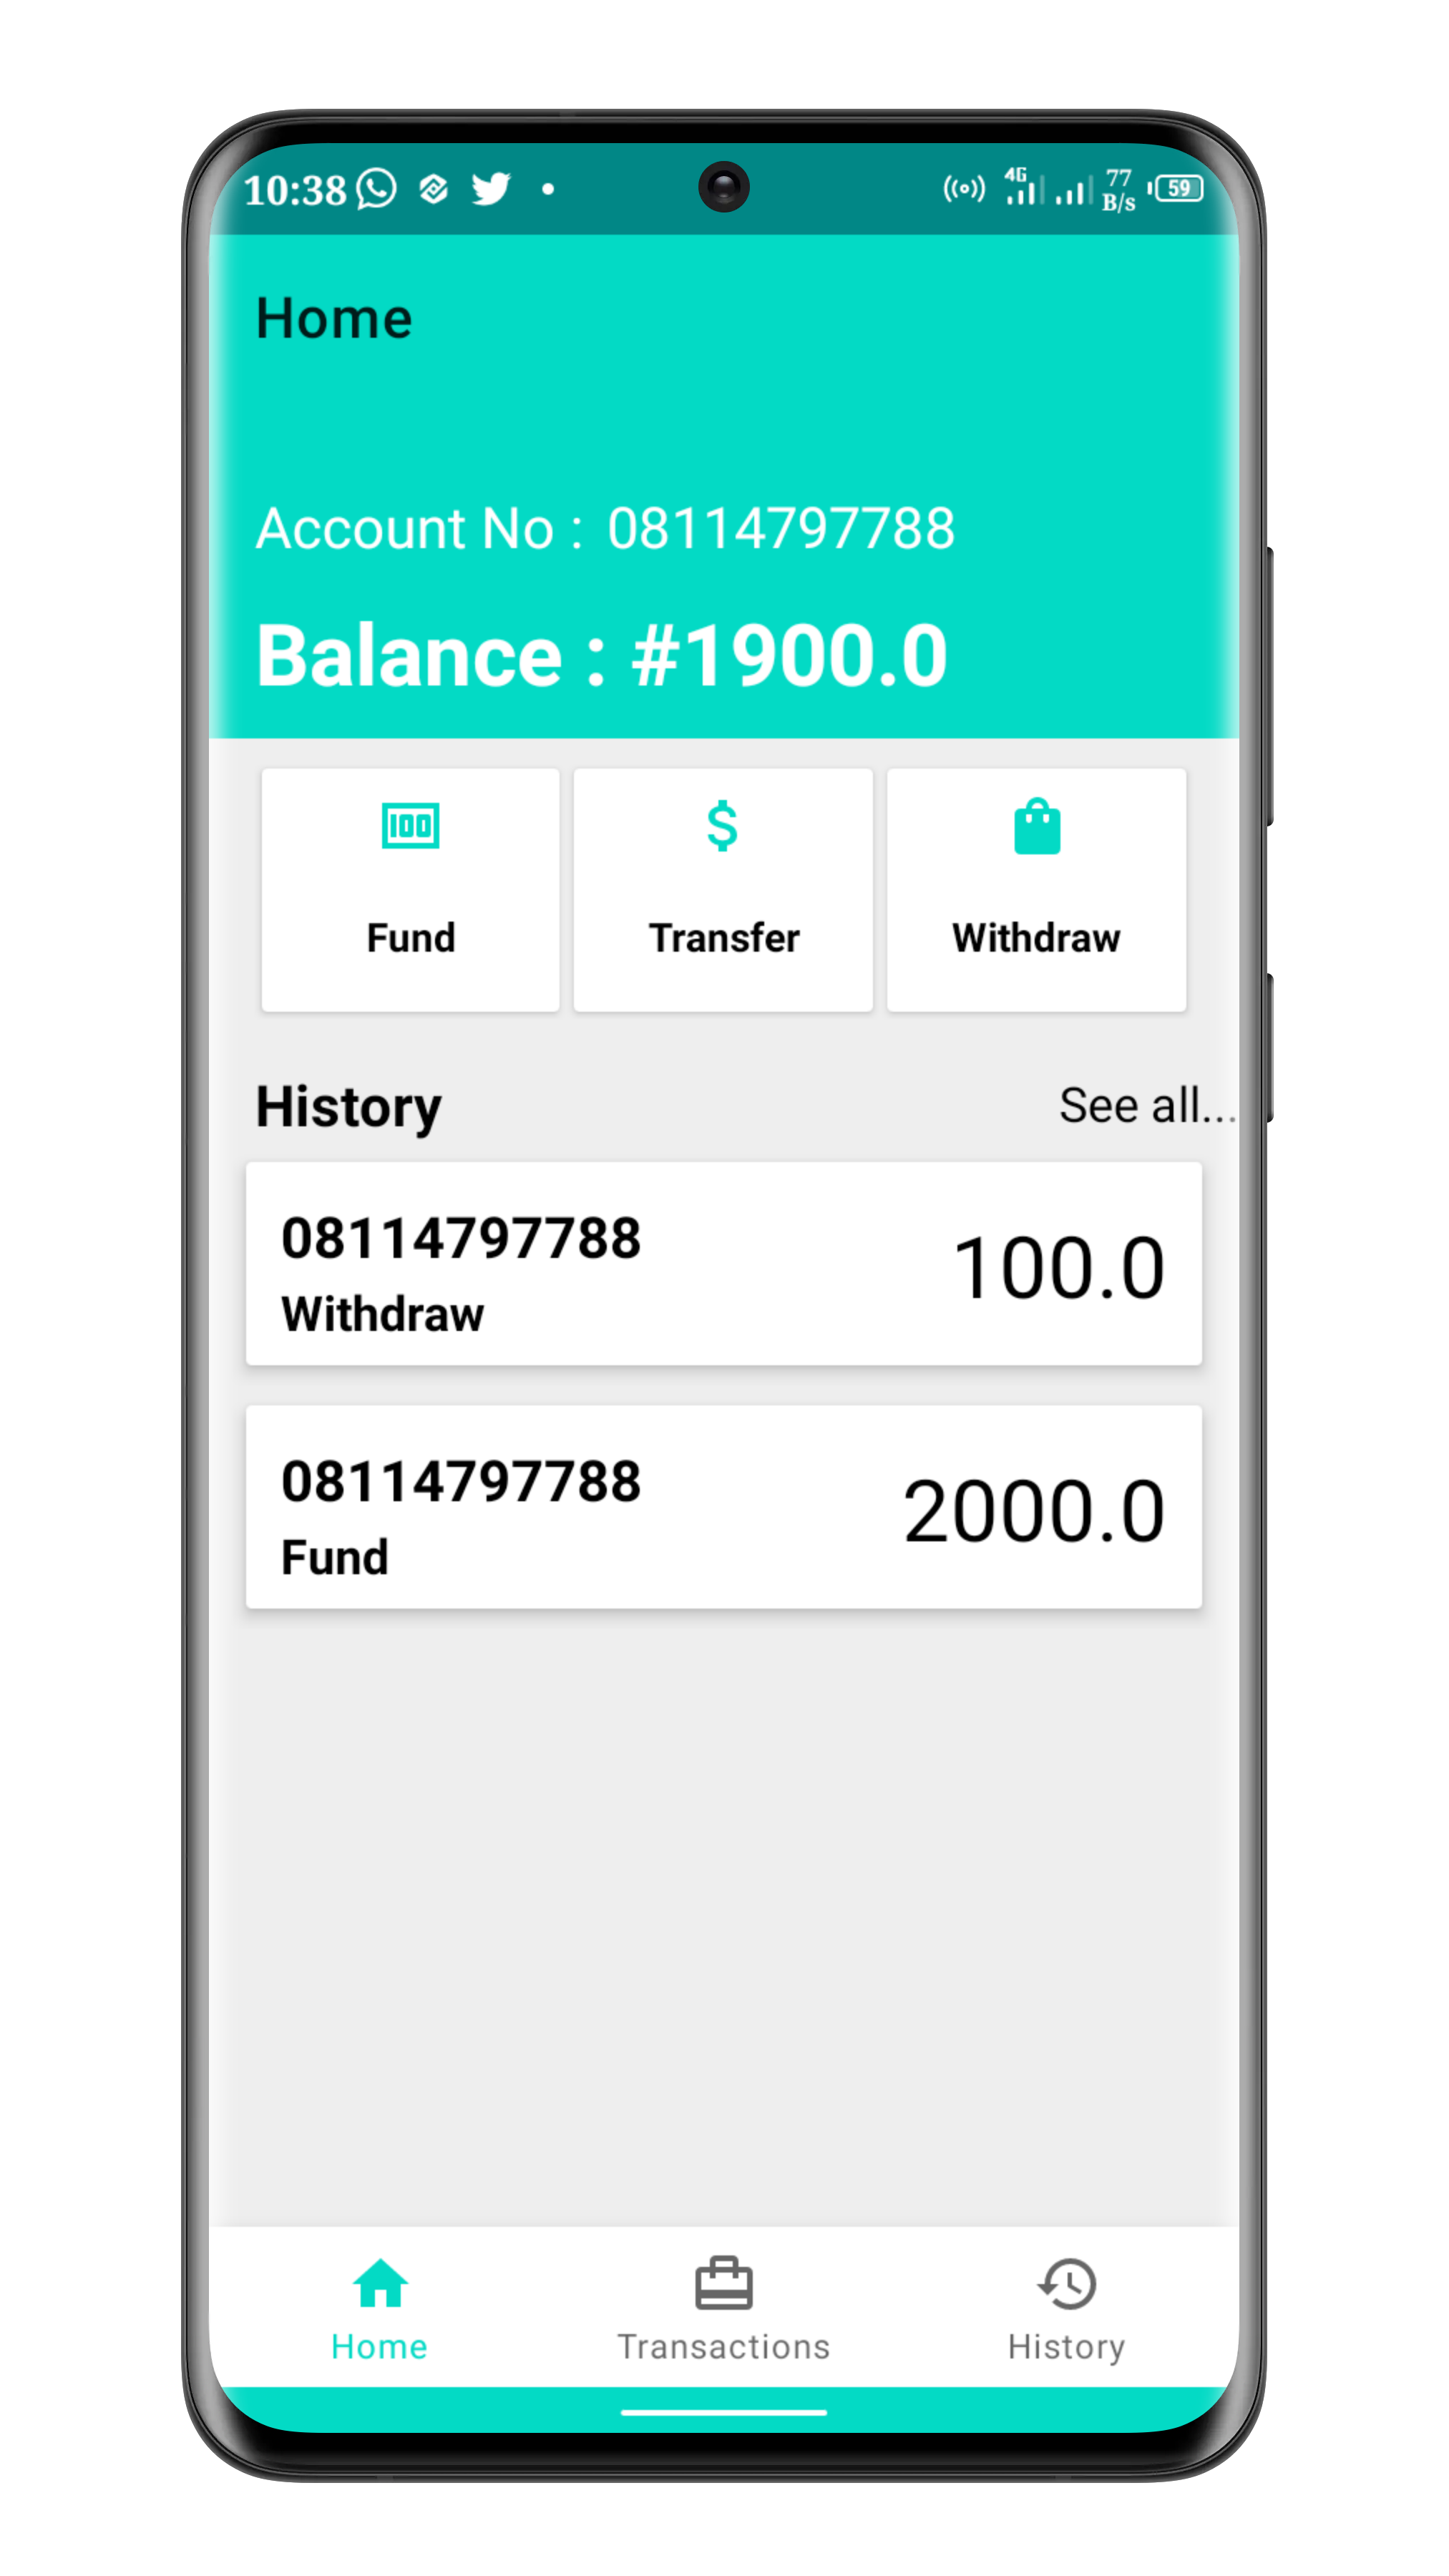 10:38 4G 77 B/s 59
Home
Account No : 08114797788
Balance : #1900.0
100
$
Fund Transfer Withdraw
History See all...
08114797788
Withdraw
100.0
08114797788
Fund
2000.0
Home Transactions History